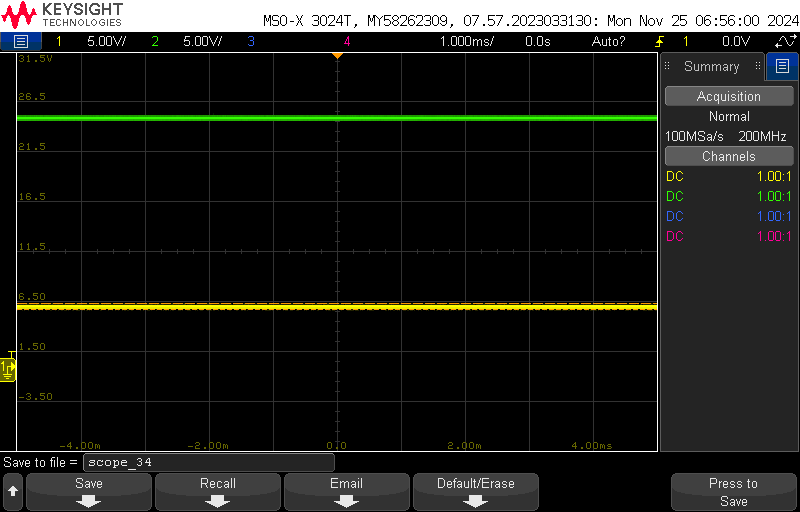 KEYSIGHT
TECHNOLOGIES
MSO-X 3024T, MY58262309, 07.57.2023033130: Mon Nov 25 06:56:00 2024
1 5.00V/ 2 5.00V/ 3 4 1.000ms/ 0.0s Auto? 1 0.0V
31.5V
26.5
21.5
16.5
11.5
6.50
1.50
-3.50
-4.00m -2.00m 0.0 2.00m 4.00ms
T
1
Summary
Acquisition
Normal
100MSa/s 200MHz
Channels
DC 1.00:1
DC 1.00:1
DC 1.00:1
DC 1.00:1
Save to file = scope_34
Save
Recall
Email
Default/Erase
Press to
Save